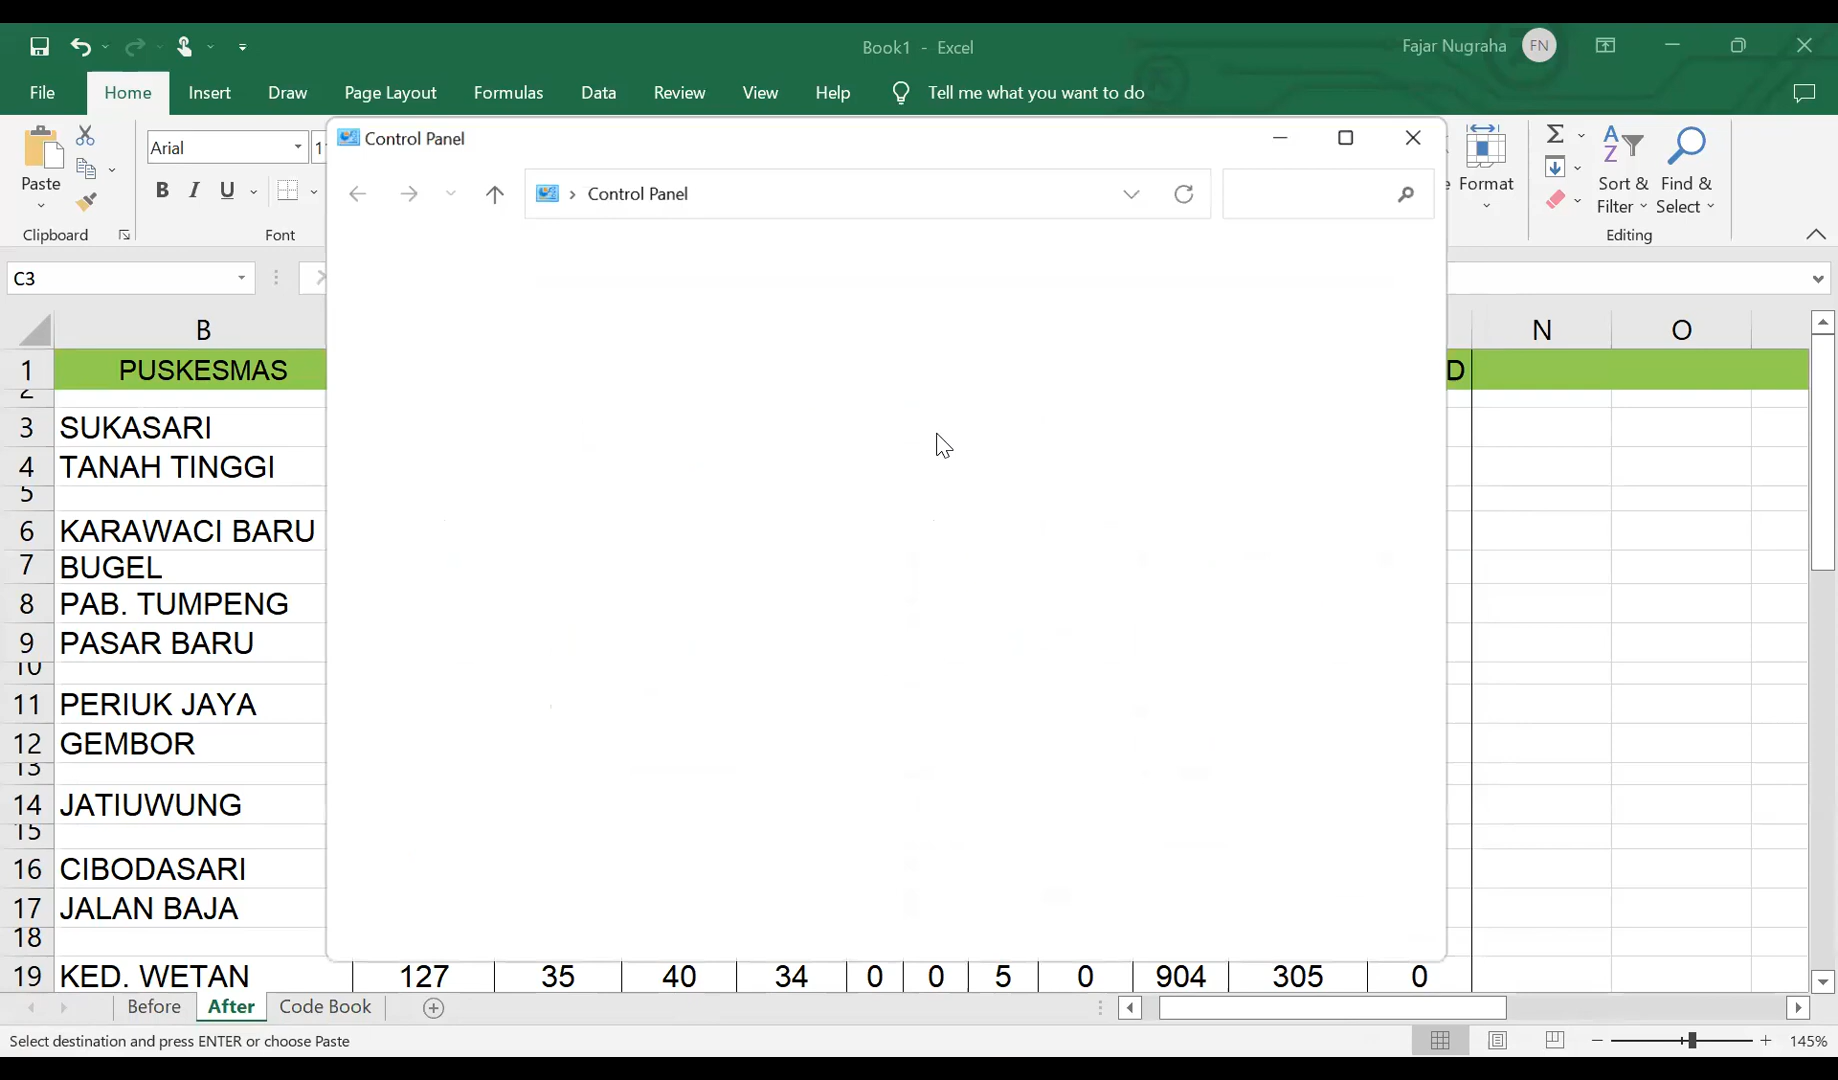 Book1 - Excel
Fajar Nugraha FN
File Home Insert Draw Page Layout Formulas Data Review View Help Tell me what you want to do
Control Panel
Paste
Clipboard
Arial
B I U
Font
Control Panel
Format
Sort & Filter
Find & Select
Editing
C3
B N O
1 PUSKESMAS D
2
3 SUKASARI
4 TANAH TINGGI
5
6 KARAWACI BARU
7 BUGEL
8 PAB. TUMPENG
9 PASAR BARU
10
11 PERIUK JAYA
12 GEMBOR
13
14 JATIUWUNG
15
16 CIBODASARI
17 JALAN BAJA
18
19 KED. WETAN 127 35 40 34 0 0 5 0 904 305 0
Before After Code Book
Select destination and press ENTER or choose Paste
145%